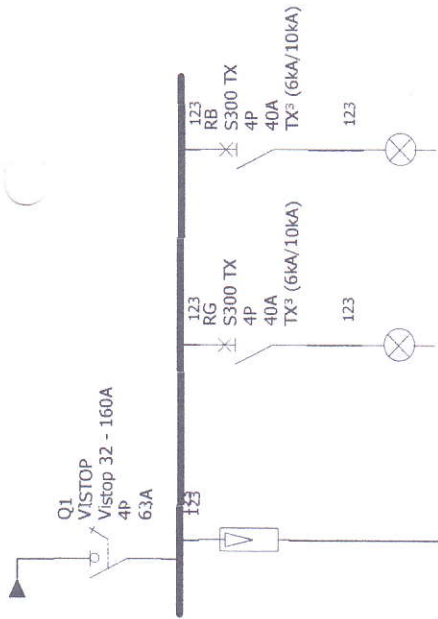 Q1
VISTOP
Vistop 32 - 160A
4P
63A
123
123
RG
S300 TX
4P
40A
TX³ (6kA/10kA)
123
123
RB
S300 TX
4P
40A
TX³ (6kA/10kA)
123